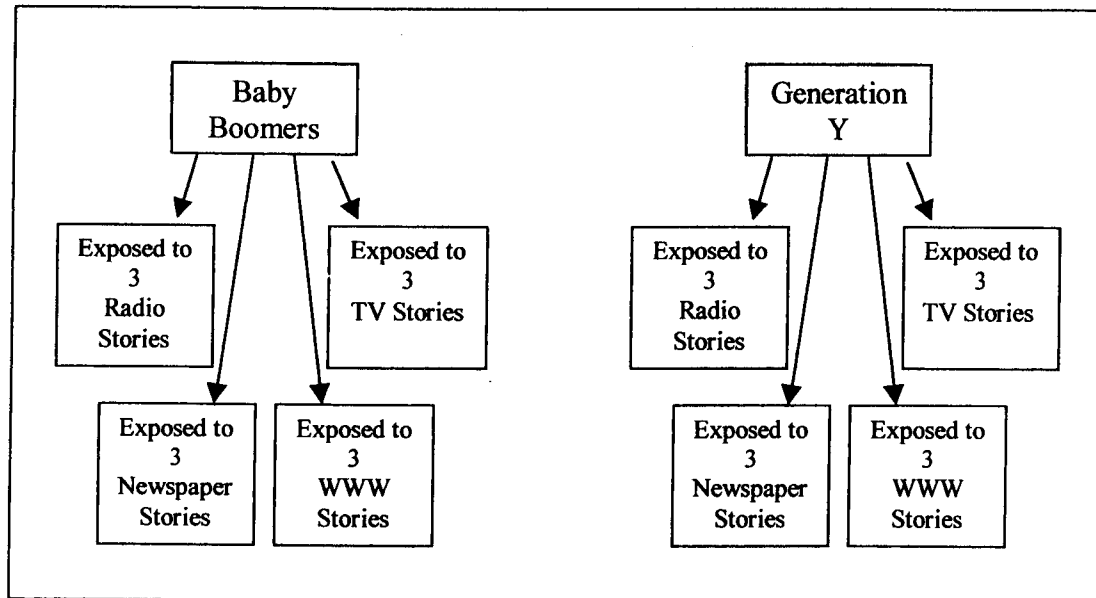 Baby
Boomers
Exposed to
3
Radio
Stories
Exposed to
3
TV Stories
Exposed to
3
Newspaper
Stories
Exposed to
3
WWW
Stories
Generation
Y
Exposed to
3
Radio
Stories
Exposed to
3
TV Stories
Exposed to
3
Newspaper
Stories
Exposed to
3
WWW
Stories